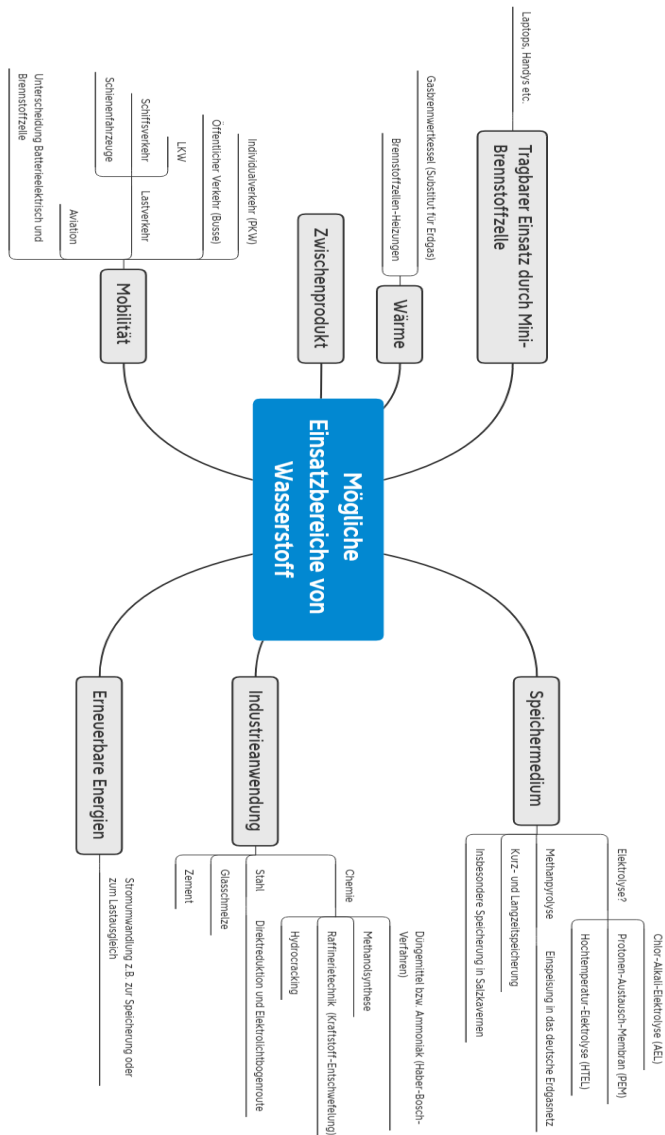 Mögliche
Einsatzbereiche von
Wasserstoff
Tragbarer Einsatz durch Mini-
Brennstoffzelle
Laptops, Handys etc.
Wärme
Gasbrennwertkessel (Substitut für Erdgas)
Brennstoffzellen-Heizungen
Zwischenprodukt
Mobilität
Individualverkehr (PKW)
Öffentlicher Verkehr (Busse)
Lastverkehr
LKW
Schiffsverkehr
Schienenfahrzeuge
Aviation
Unterscheidung Batterieelektrisch und
Brennstoffzelle
Speichermedium
Elektrolyse?
Chlor-Alkali-Elektrolyse (AEL)
Protonen-Austausch-Membran (PEM)
Hochtemperatur-Elektrolyse (HTEL)
Methanpyrolyse
Einspeisung in das deutsche Erdgasnetz
Kurz- und Langzeitspeicherung
Insbesondere Speicherung in Salzkavernen
Industrieanwendung
Chemie
Düngemittel bzw. Ammoniak (Haber-Bosch-
Verfahren)
Methanolsynthese
Raffinerietechnik (Kraftstoff-Entschwefelung)
Hydrocracking
Stahl
Direktreduktion und Elektrolichtbogenroute
Glasschmelze
Zement
Erneuerbare Energien
Stromumwandlung z.B. zur Speicherung oder
zum Lastausgleich